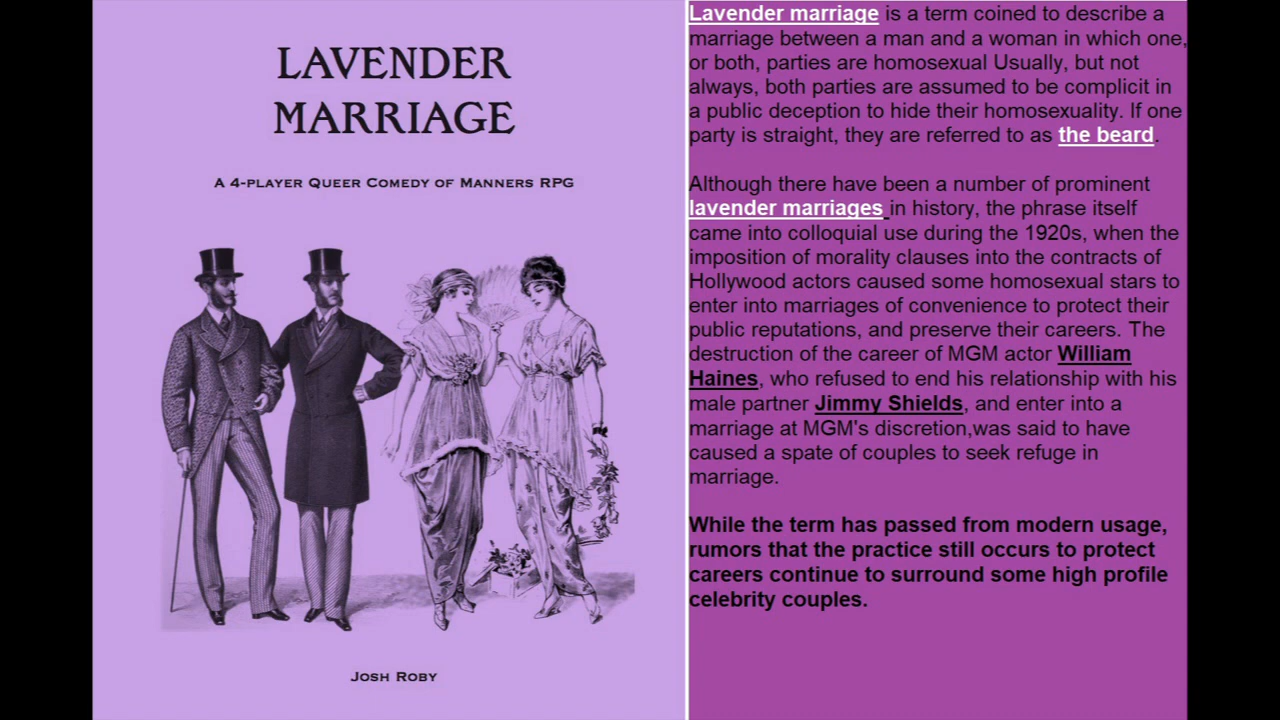 LAVENDER
MARRIAGE
A 4-player Queer Comedy of Manners RPG
Josh Roby
Lavender marriage is a term coined to describe a
marriage between a man and a woman in which one,
or both, parties are homosexual Usually, but not
always, both parties are assumed to be complicit in
a public deception to hide their homosexuality. If one
party is straight, they are referred to as the beard.
Although there have been a number of prominent
lavender marriages in history, the phrase itself
came into colloquial use during the 1920s, when the
imposition of morality clauses into the contracts of
Hollywood actors caused some homosexual stars to
enter into marriages of convenience to protect their
public reputations, and preserve their careers. The
destruction of the career of MGM actor William
Haines, who refused to end his relationship with his
male partner Jimmy Shields, and enter into a
marriage at MGM's discretion,was said to have
caused a spate of couples to seek refuge in
marriage.
While the term has passed from modern usage,
rumors that the practice still occurs to protect
careers continue to surround some high profile
celebrity couples.